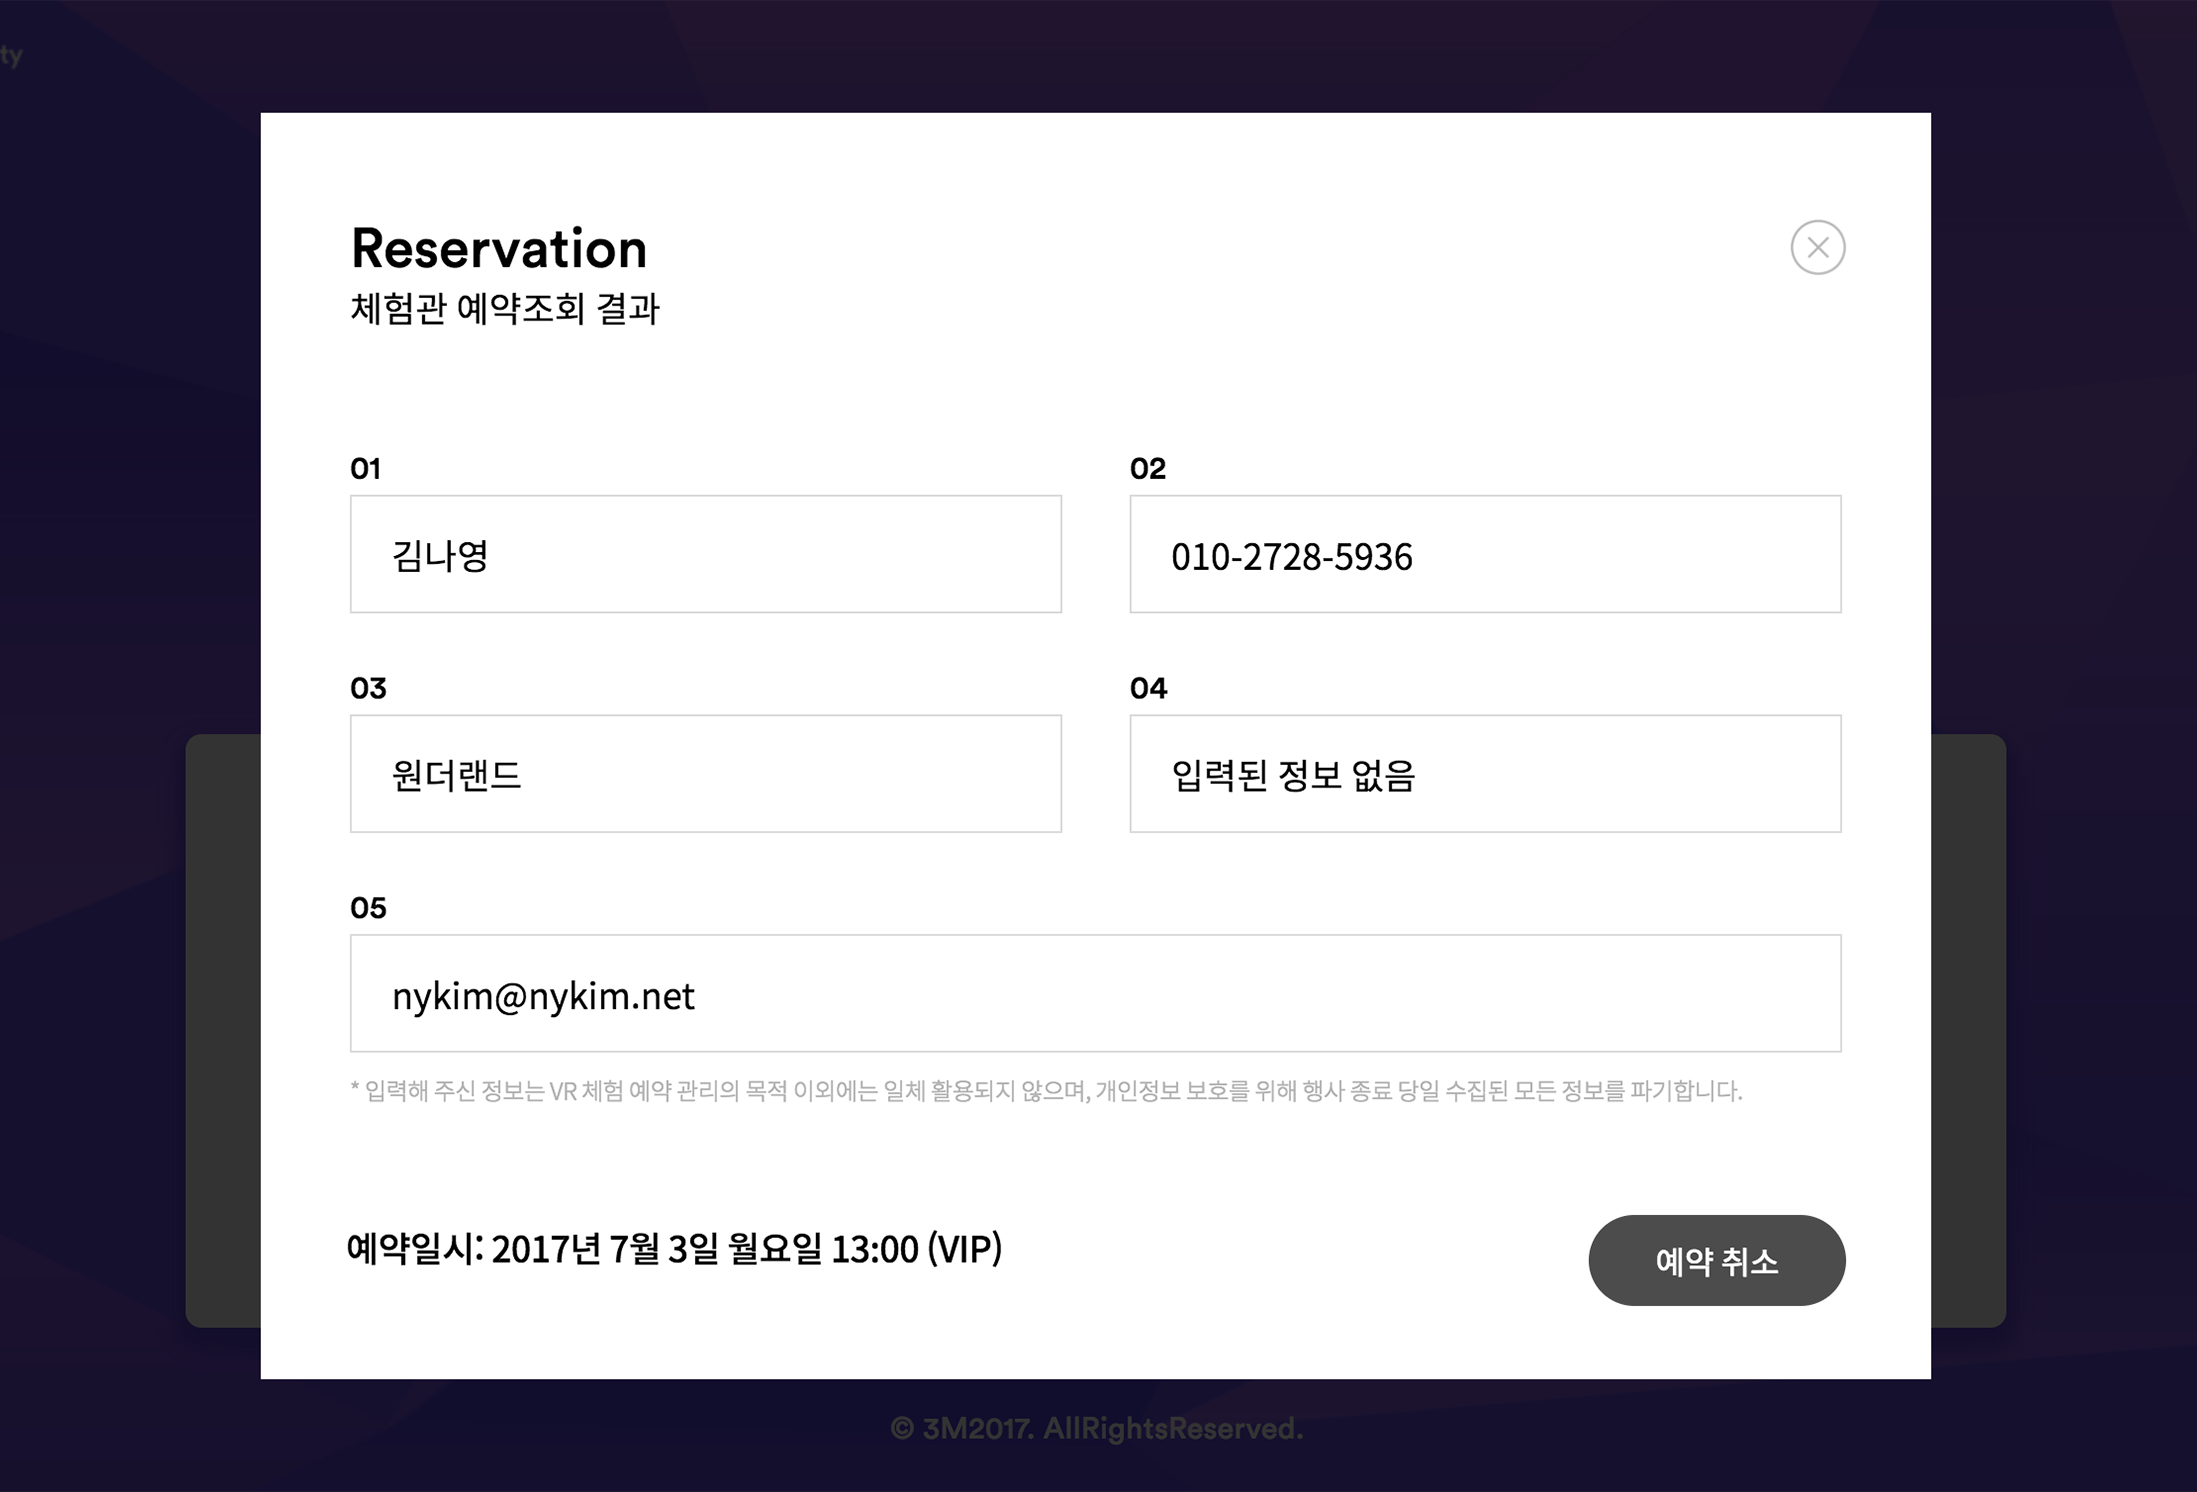 ty
Reservation
체험관 예약조회 결과
01
02
김나영
010-2728-5936
03
04
원더랜드
입력된 정보 없음
05
nykim@nykim.net
* 입력해 주신 정보는 VR 체험 예약 관리의 목적 이외에는 일체 활용되지 않으며, 개인정보 보호를 위해 행사 종료 당일 수집된 모든 정보를 파기합니다.
예약일시: 2017년 7월 3일 월요일 13:00 (VIP)
예약 취소
© 3M2017. AllRightsReserved.